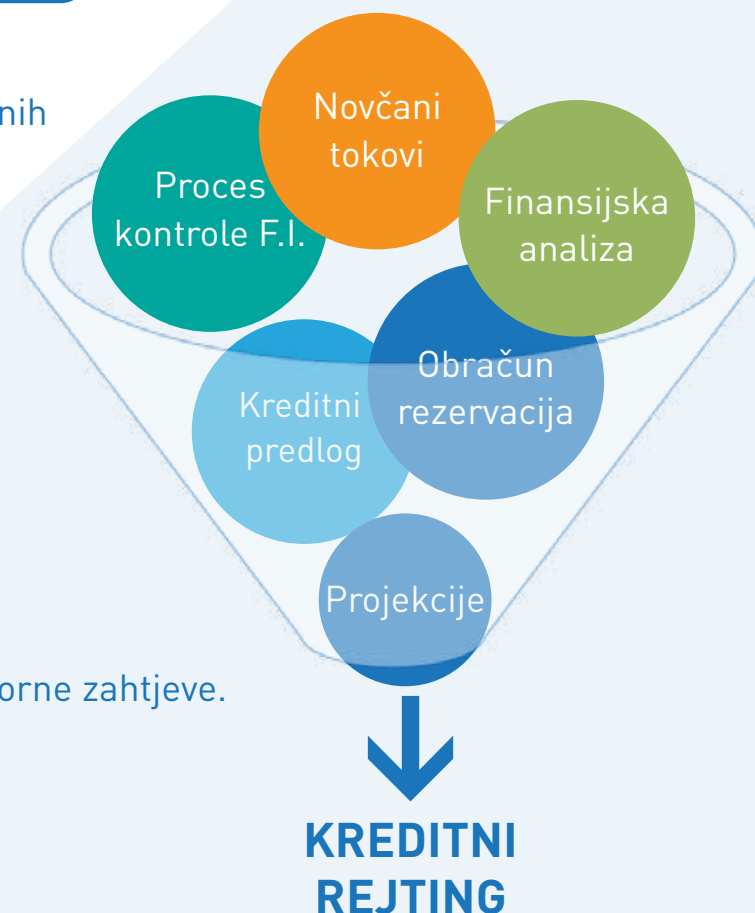 nih
Novčani
tokovi
Proces
kontrole F.I.
Finansijska
analiza
Obračun
rezervacija
Kreditni
predlog
Projekcije
orne zahtjeve.
KREDITNI
REJTING